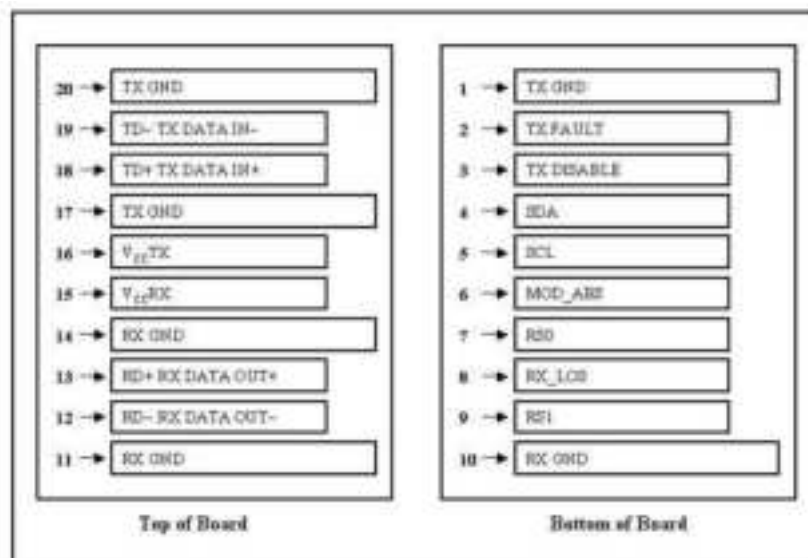 20 TX GND
19 TD- TX DATA IN-
18 TD+ TX DATA IN+
17 TX GND
16 VCCTX
15 VCCRX
14 RX GND
13 RD+ RX DATA OUT+
12 RD- RX DATA OUT-
11 RX GND
Top of Board
1 TX GND
2 TX FAULT
3 TX DISABLE
4 SDA
5 SCL
6 MOD_ABS
7 RS0
8 RX_LOS
9 RS1
10 RX GND
Bottom of Board